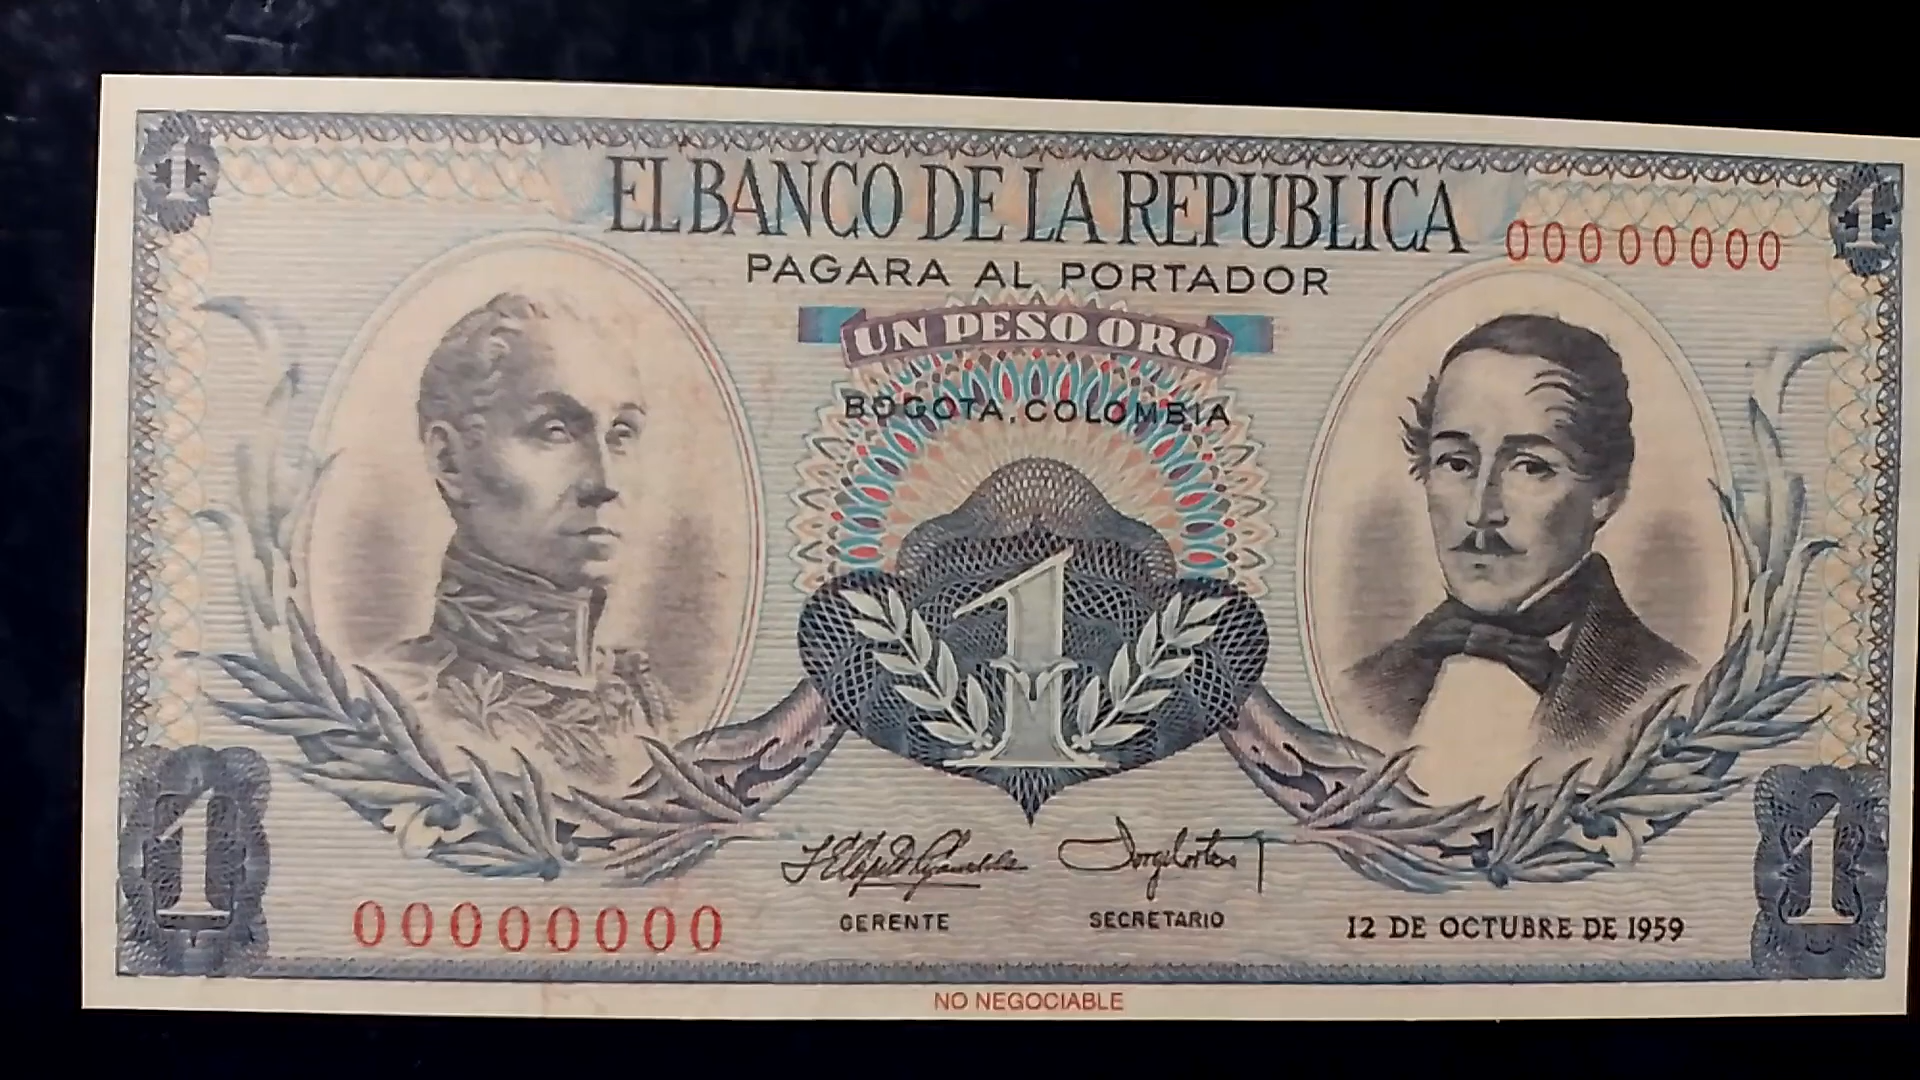 1
1
EL BANCO DE LA REPUBLICA
00000000
PAGARA AL PORTADOR
UN PESO ORO
BOGOTA, COLOMBIA
1
1
1
GERENTE
SECRETARIO
00000000
12 DE OCTUBRE DE 1959
NO NEGOCIABLE